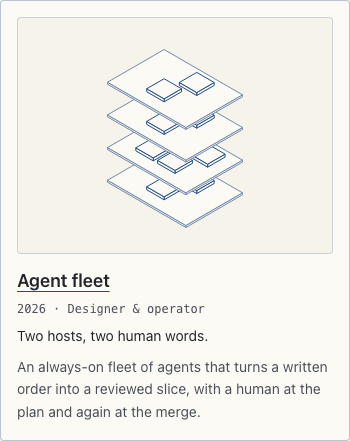 Agent fleet
2026 · Designer & operator
Two hosts, two human words.
An always-on fleet of agents that turns a written
order into a reviewed slice, with a human at the
plan and again at the merge.